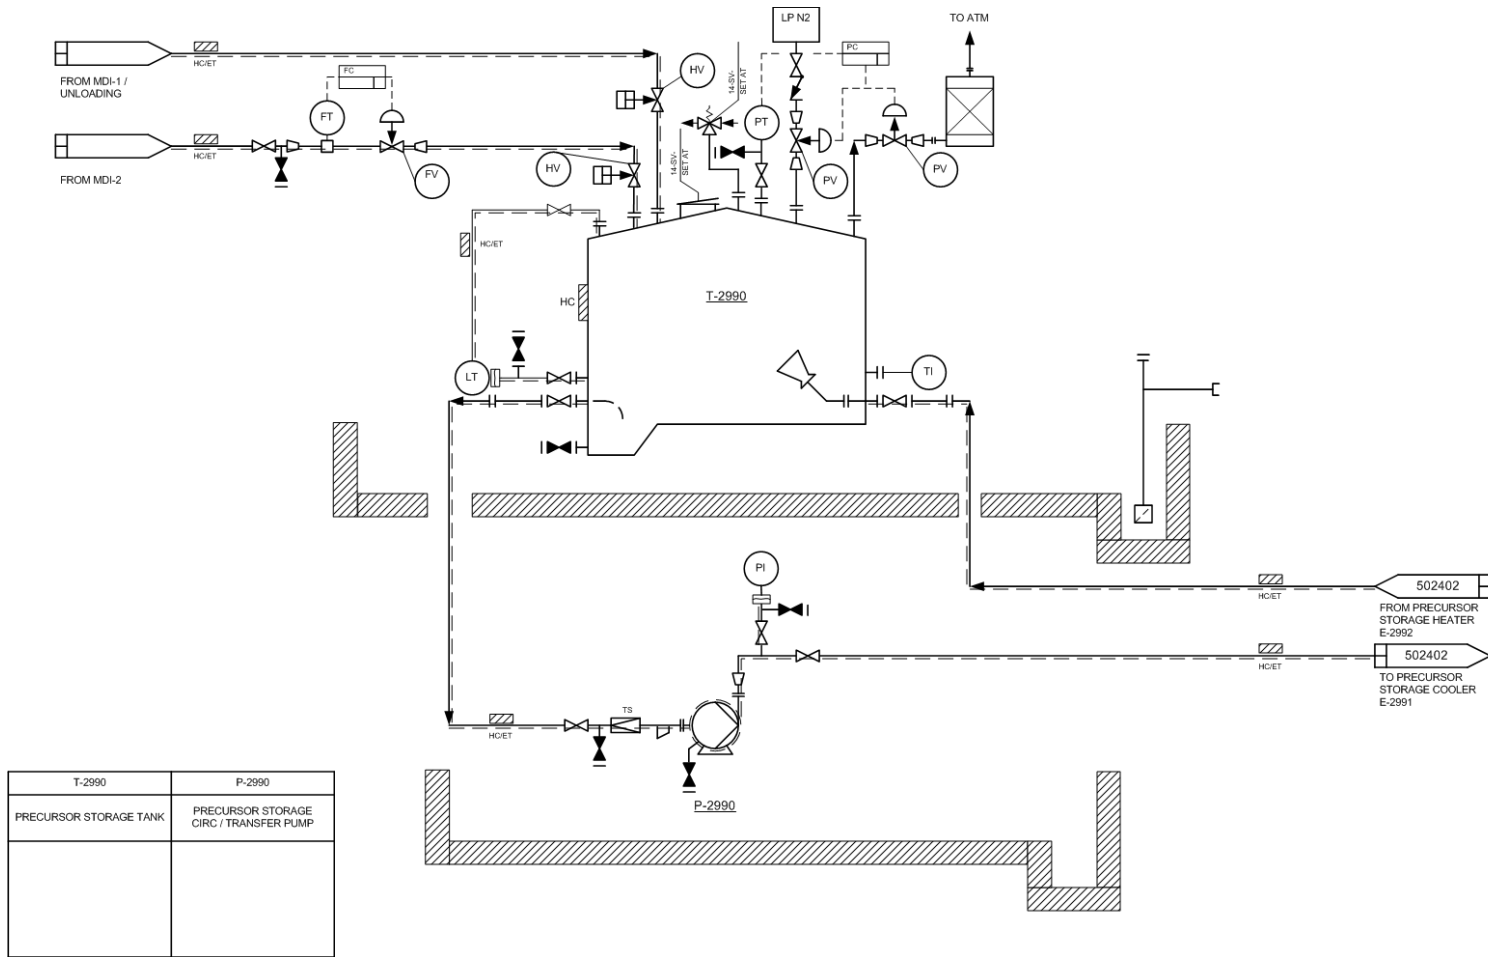 LP N2
TO ATM
PC
HC/ET
FROM MDI-1 /
UNLOADING
FC
HV
14-SV-
SET AT
FT
PT
HC/ET
FROM MDI-2
FV
HV
14-SV-
SET AT
PV
PV
HC/ET
HC
T-2990
LT
TI
PI
502402
HC/ET
FROM PRECURSOR
STORAGE HEATER
E-2992
502402
HC/ET
TO PRECURSOR
STORAGE COOLER
E-2991
TS
HC/ET
P-2990
T-2990
P-2990
PRECURSOR STORAGE TANK
PRECURSOR STORAGE
CIRC / TRANSFER PUMP